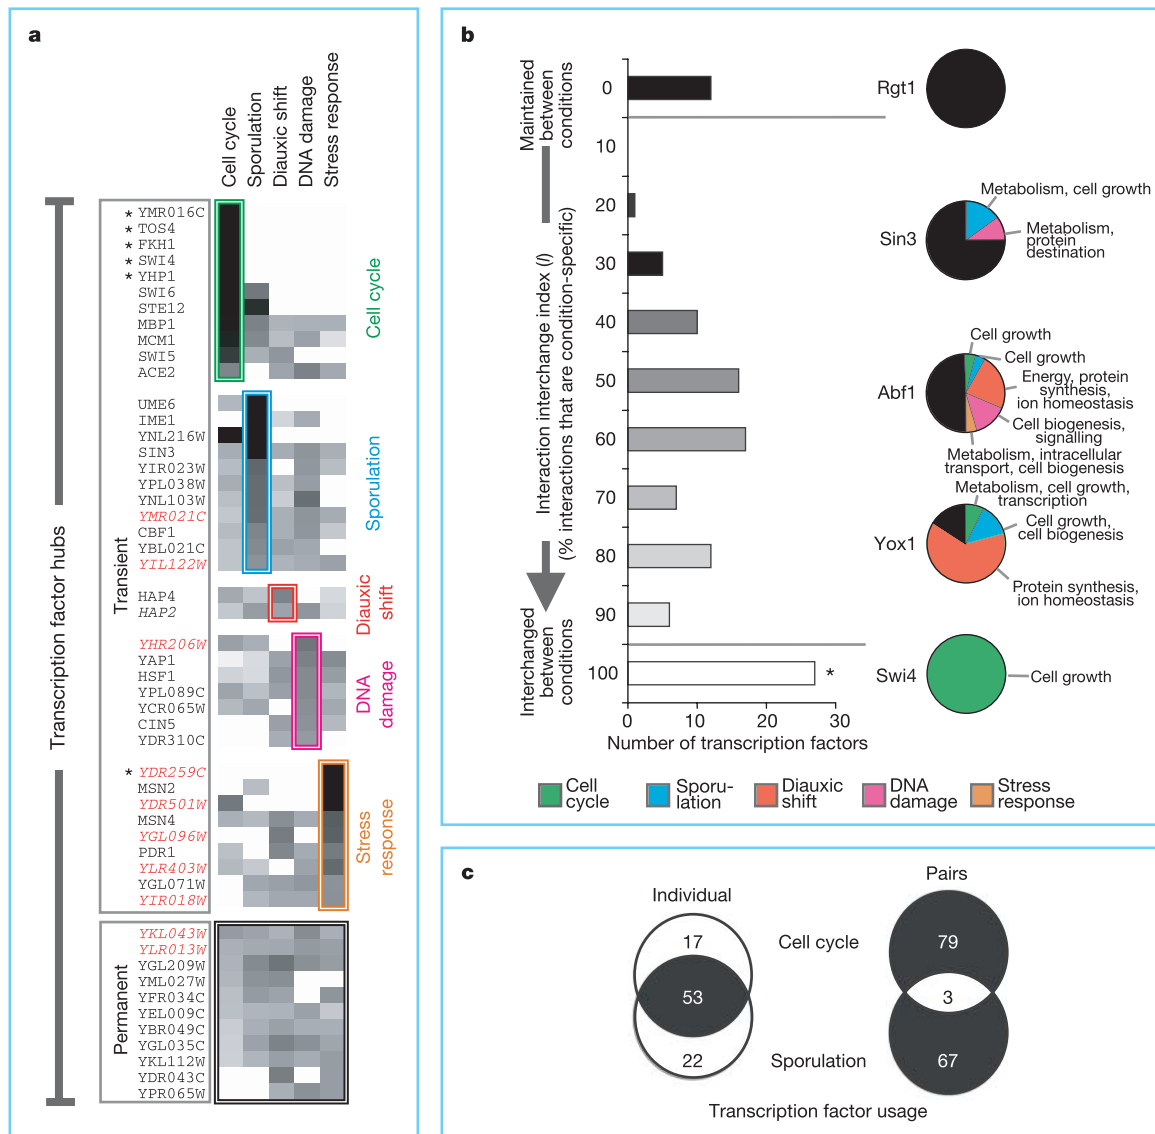 a
Cell cycle
Sporulation
Diauxic shift
DNA damage
Stress response
Transcription factor hubs
Transient
* YMR016C
* TOS4
* FKH1
* SWI4
* YHP1
SWI6
STE12
MBP1
MCM1
SWI5
ACE2
Cell cycle
UME6
IME1
YNL216W
SIN3
YIR023W
YPL038W
YNL103W
YMR021C
CBF1
YBL021C
YIL122W
Sporulation
HAP4
HAP2
Diauxic
shift
YHR206W
YAP1
HSF1
YPL089C
YCR065W
CIN5
YDR310C
DNA
damage
* YDR259C
MSN2
YDR501W
MSN4
YGL096W
PDR1
YLR403W
YGL071W
YIR018W
Stress
response
Permanent
YKL043W
YLR013W
YGL209W
YML027W
YFR034C
YEL009C
YBR049C
YGL035C
YKL112W
YDR043C
YPR065W
b
Maintained
between
conditions
Interaction interchange index (I)
(% interactions that are condition-specific)
Interchanged
between
conditions
0
10
20
30
40
50
60
70
80
90
100
*
0
10
20
30
Number of transcription factors
Rgt1
Sin3
Metabolism, cell growth
Metabolism,
protein
destination
Abf1
Cell growth
Cell growth
Energy, protein
synthesis,
ion homeostasis
Cell biogenesis,
signalling
Metabolism, intracellular
transport, cell biogenesis
Yox1
Metabolism, cell growth,
transcription
Cell growth,
cell biogenesis
Protein synthesis,
ion homeostasis
Swi4
Cell growth
Cell
cycle
Sporu-
lation
Diauxic
shift
DNA
damage
Stress
response
c
Individual
Pairs
17
Cell cycle
79
53
3
22
Sporulation
67
Transcription factor usage